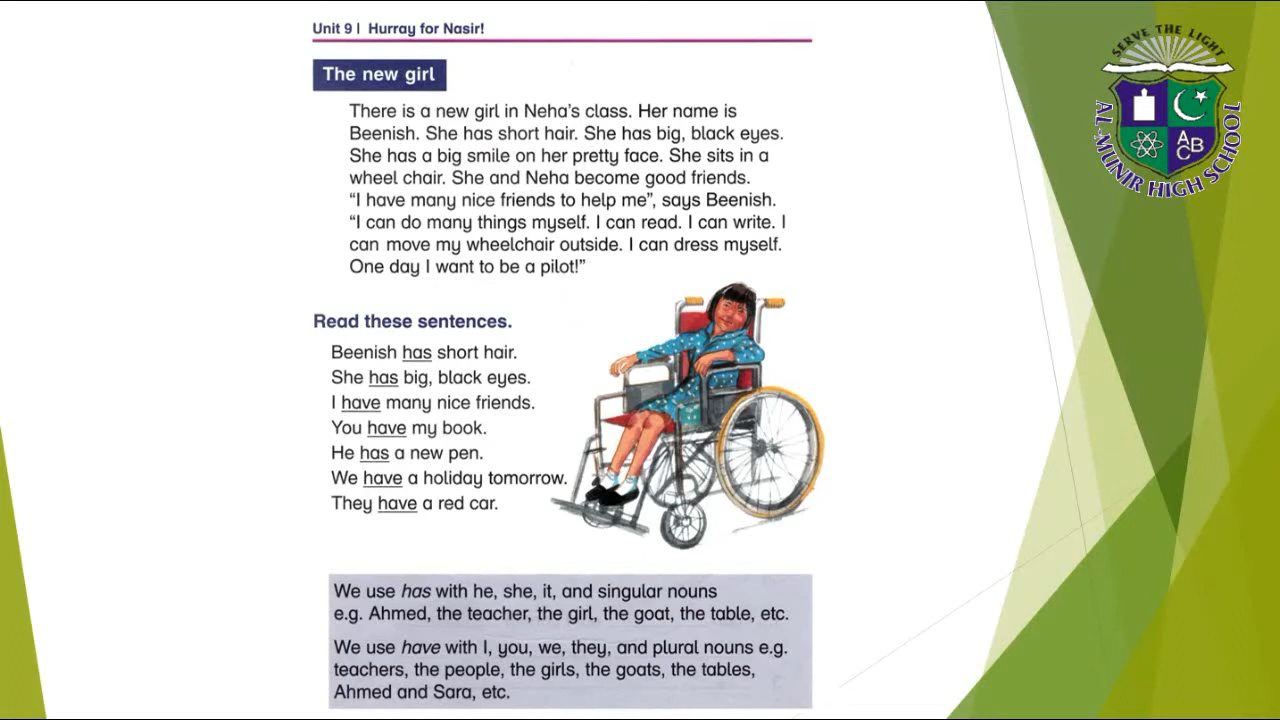 Unit 9 | Hurray for Nasir!
The new girl
There is a new girl in Neha's class. Her name is
Beenish. She has short hair. She has big, black eyes.
She has a big smile on her pretty face. She sits in a
wheel chair. She and Neha become good friends.
“I have many nice friends to help me”, says Beenish.
“I can do many things myself. I can read. I can write. I
can move my wheelchair outside. I can dress myself.
One day I want to be a pilot!”
Read these sentences.
Beenish has short hair.
She has big, black eyes.
I have many nice friends.
You have my book.
He has a new pen.
We have a holiday tomorrow.
They have a red car.
We use has with he, she, it, and singular nouns
e.g. Ahmed, the teacher, the girl, the goat, the table, etc.
We use have with I, you, we, they, and plural nouns e.g.
teachers, the people, the girls, the goats, the tables,
Ahmed and Sara, etc.
SERVE THE LIGHT
ABC
AL-MUNIR HIGH SCHOOL